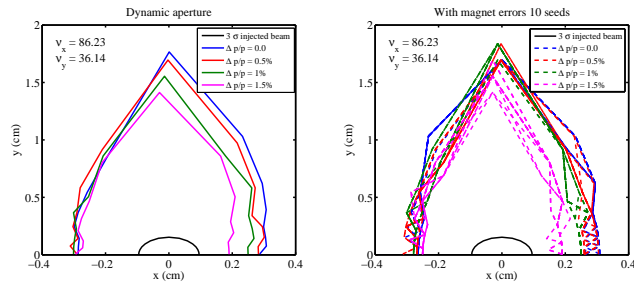 Dynamic aperture
ν_x = 86.23
ν_y = 36.14
3 σ injected beam
Δ p/p = 0.0
Δ p/p = 0.5%
Δ p/p = 1%
Δ p/p = 1.5%
y (cm)
2
1.5
1
0.5
0
−0.4
−0.2
0
0.2
0.4
x (cm)
With magnet errors 10 seeds
ν_x = 86.23
ν_y = 36.14
3 σ injected beam
Δ p/p = 0.0
Δ p/p = 0.5%
Δ p/p = 1%
Δ p/p = 1.5%
y (cm)
2
1.5
1
0.5
0
−0.4
−0.2
0
0.2
0.4
x (cm)